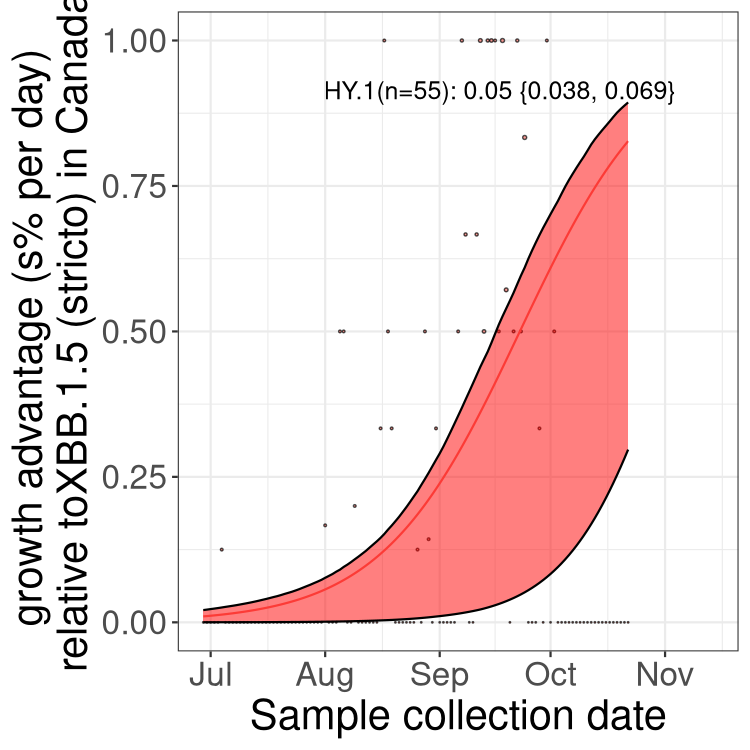 growth advantage (s% per day)
relative toXBB.1.5 (stricto) in Canada
1.00
0.75
0.50
0.25
0.00
HY.1(n=55): 0.05 {0.038, 0.069}
Jul Aug Sep Oct Nov
Sample collection date